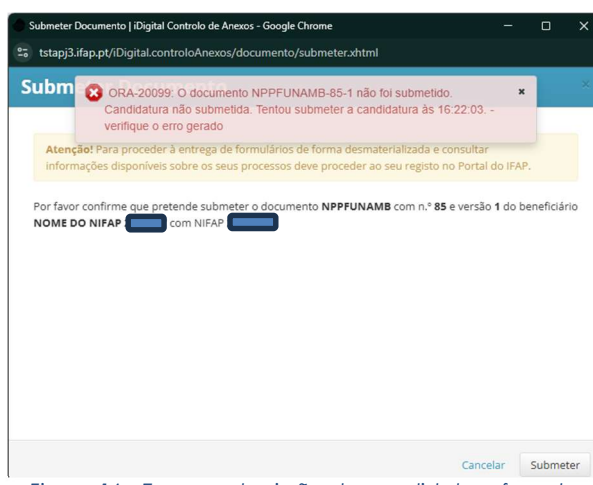 Submeter Documento | iDigital Controlo de Anexos - Google Chrome
tstapj3.ifap.pt/iDigital.controloAnexos/documento/submeter.xhtml
Subm
ORA-20099: O documento NPPFUNAMB-85-1 não foi submetido.
Candidatura não submetida. Tentou submeter a candidatura às 16:22:03. -
verifique o erro gerado
Atenção! Para proceder à entrega de formulários de forma desmaterializada e consultar
informações disponíveis sobre os seus processos deve proceder ao seu registo no Portal do IFAP.
Por favor confirme que pretende submeter o documento NPPFUNAMB com n.º 85 e versão 1 do beneficiário
NOME DO NIFAP com NIFAP
Cancelar Submeter